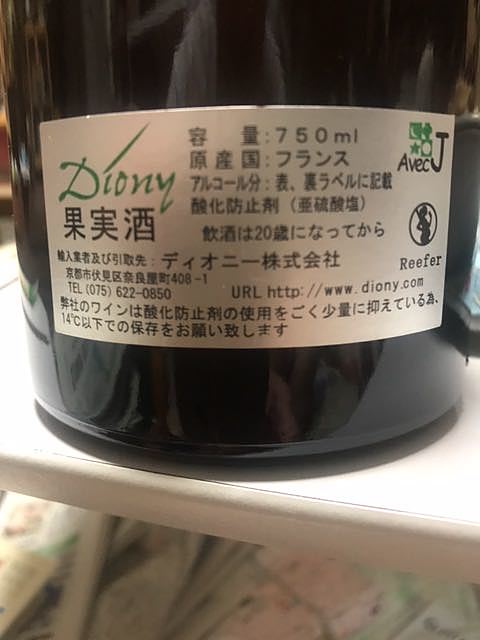 Diony
果実酒
容　量:750ml
原産国:フランス
アルコール分:表、裏ラベルに記載
酸化防止剤（亜硫酸塩）
飲酒は20歳になってから
Avec J
Reefer
輸入業者及び引取先:ディオニー株式会社
京都市伏見区奈良屋町408-1
TEL(075)622-0850　URL http://www.diony.com
弊社のワインは酸化防止剤の使用をごく少量に抑えている為、
14℃以下での保存をお願い致します